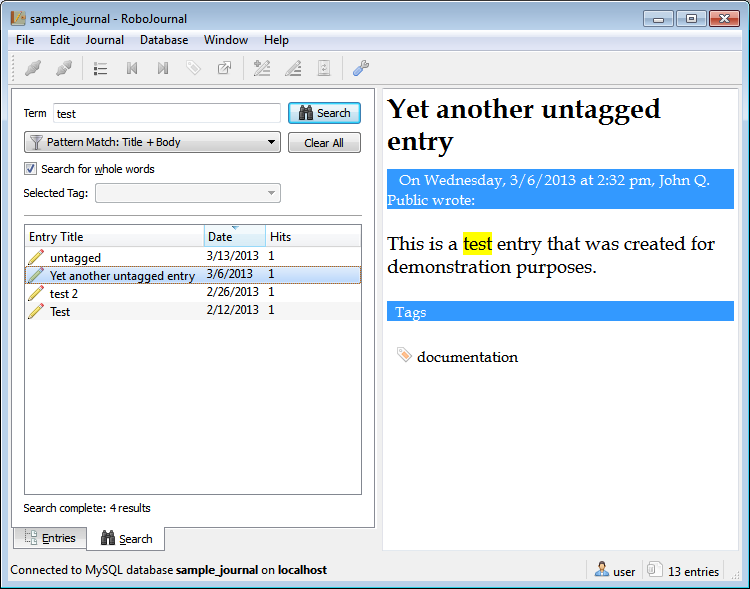 sample_journal - RoboJournal
File Edit Journal Database Window Help
Term test Search
Pattern Match: Title + Body Clear All
Search for whole words
Selected Tag:
Entry Title Date Hits
untagged 3/13/2013 1
Yet another untagged entry 3/6/2013 1
test 2 2/26/2013 1
Test 2/12/2013 1
Search complete: 4 results
Entries Search
Yet another untagged
entry
On Wednesday, 3/6/2013 at 2:32 pm, John Q.
Public wrote:
This is a test entry that was created for
demonstration purposes.
Tags
documentation
Connected to MySQL database sample_journal on localhost user 13 entries